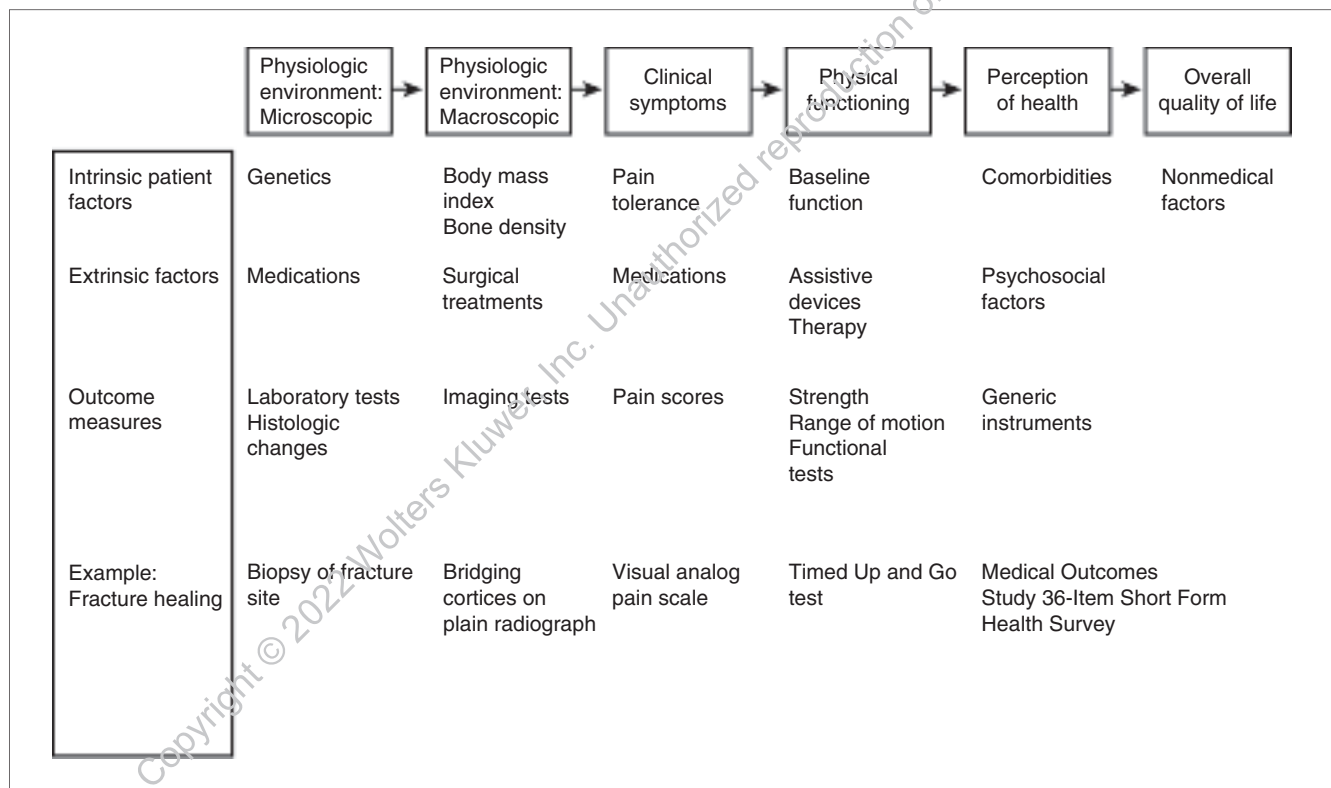 Physiologic
environment:
Microscopic
Physiologic
environment:
Macroscopic
Clinical
symptoms
Physical
functioning
Perception
of health
Overall
quality of life
Intrinsic patient
factors
Genetics
Body mass
index
Bone density
Pain
tolerance
Baseline
function
Comorbidities
Nonmedical
factors
Extrinsic factors
Medications
Surgical
treatments
Medications
Assistive
devices
Therapy
Psychosocial
factors
Outcome
measures
Laboratory tests
Histologic
changes
Imaging tests
Pain scores
Strength
Range of motion
Functional
tests
Generic
instruments
Example:
Fracture healing
Biopsy of fracture
site
Bridging
cortices on
plain radiograph
Visual analog
pain scale
Timed Up and Go
test
Medical Outcomes
Study 36-Item Short Form
Health Survey
Copyright © 2022 Wolters Kluwer, Inc. Unauthorized reproduction